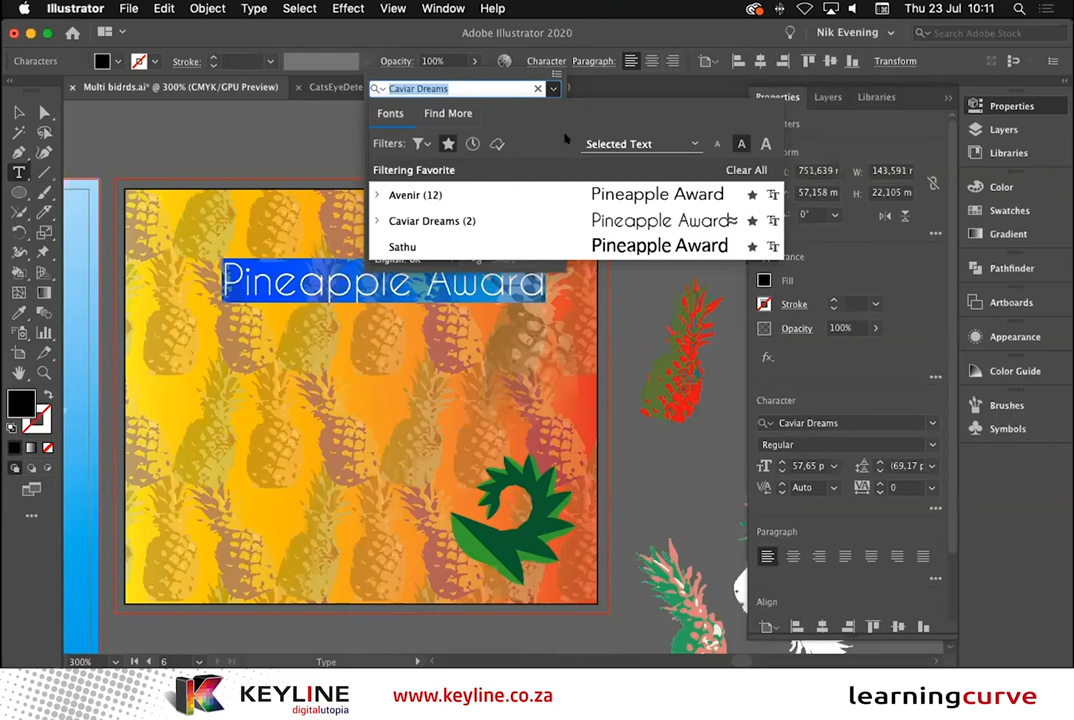 Illustrator File Edit Object Type Select Effect View Window Help Thu 23 Jul 10:11
Adobe Illustrator 2020 Nik Evening Adobe Stock
Characters Stroke: Opacity: 100% Character Paragraph: Transform
× Multi bidrds.ai* @ 300% (CMYK/GPU Preview) × CatsEyeDete
Caviar Dreams
Properties Layers Libraries
Fonts Find More
Filters: Selected Text A A A
Filtering Favorite Clear All
Avenir (12) Pineapple Award
Caviar Dreams (2) Pineapple Award
Sathu Pineapple Award
Pineapple Award
X: 751,639 W: 143,591
57,158 m H: 22,105 m
0°
Fill
Stroke
Opacity 100%
fx.
Character
Caviar Dreams
Regular
57,65 p (69,17 p
Auto 0
Paragraph
Align
Properties
Layers
Libraries
Color
Swatches
Gradient
Pathfinder
Artboards
Appearance
Color Guide
Brushes
Symbols
300% 6 Type
KEYLINE
digitalutopia
www.keyline.co.za
learningcurve